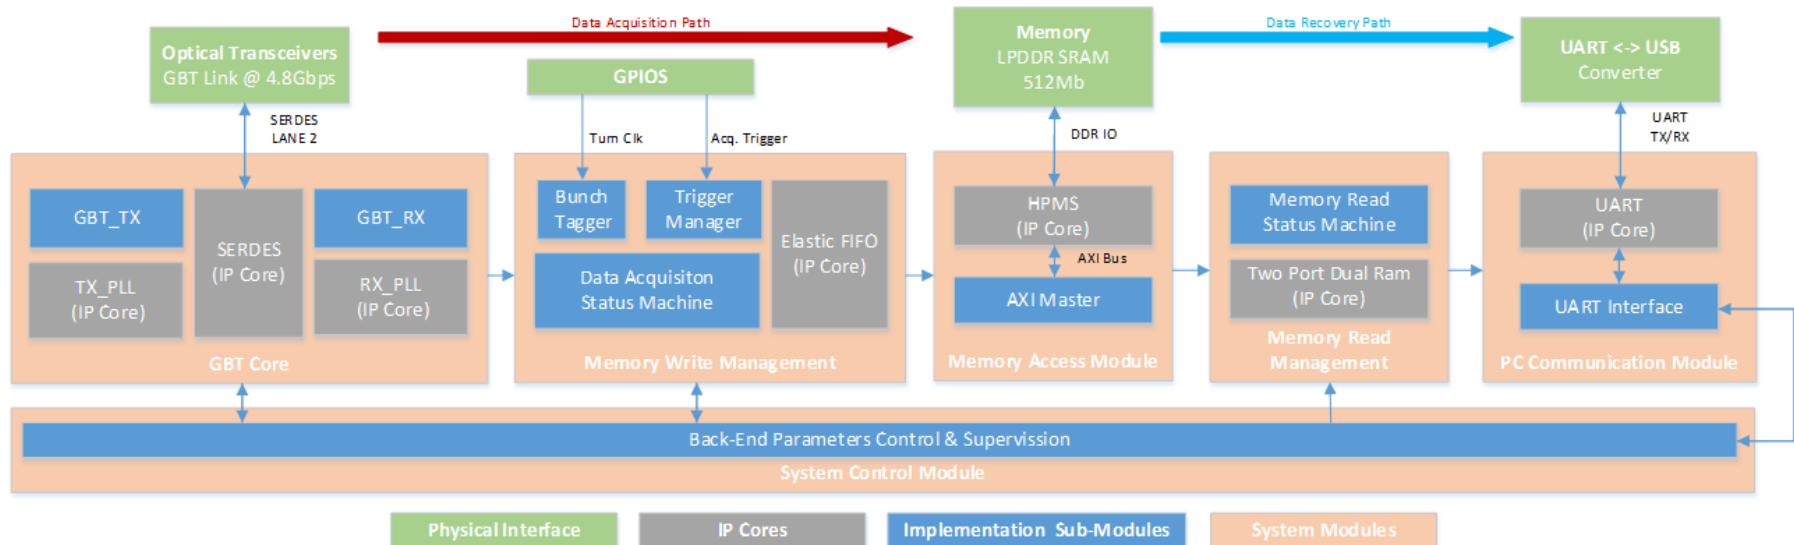 Data Acquisition Path
Data Recovery Path
Optical Transceivers
GBT Link @ 4.8Gbps
GPIOS
Memory
LPDDR SRAM
512Mb
UART <-> USB
Converter
SERDES
LANE 2
Turn Clk
Acq. Trigger
DDR IO
UART
TX/RX
GBT_TX
SERDES
(IP Core)
GBT_RX
TX_PLL
(IP Core)
RX_PLL
(IP Core)
GBT Core
Bunch
Tagger
Trigger
Manager
Elastic FIFO
(IP Core)
Data Acquisiton
Status Machine
Memory Write Management
HPMS
(IP Core)
AXI Bus
AXI Master
Memory Access Module
Memory Read
Status Machine
Two Port Dual Ram
(IP Core)
Memory Read
Management
UART
(IP Core)
UART Interface
PC Communication Module
Back-End Parameters Control & Supervission
System Control Module
Physical Interface
IP Cores
Implementation Sub-Modules
System Modules